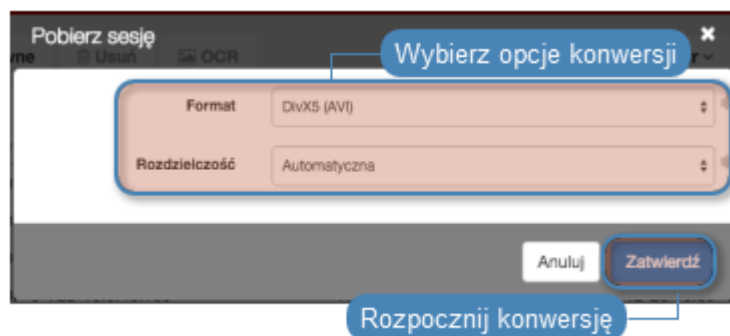 Pobierz sesję
Usuń OCR
Wybierz opcje konwersji
Format DivX5 (AVI)
Rozdzielczość Automatyczna
Anuluj Zatwierdź
Rozpocznij konwersję